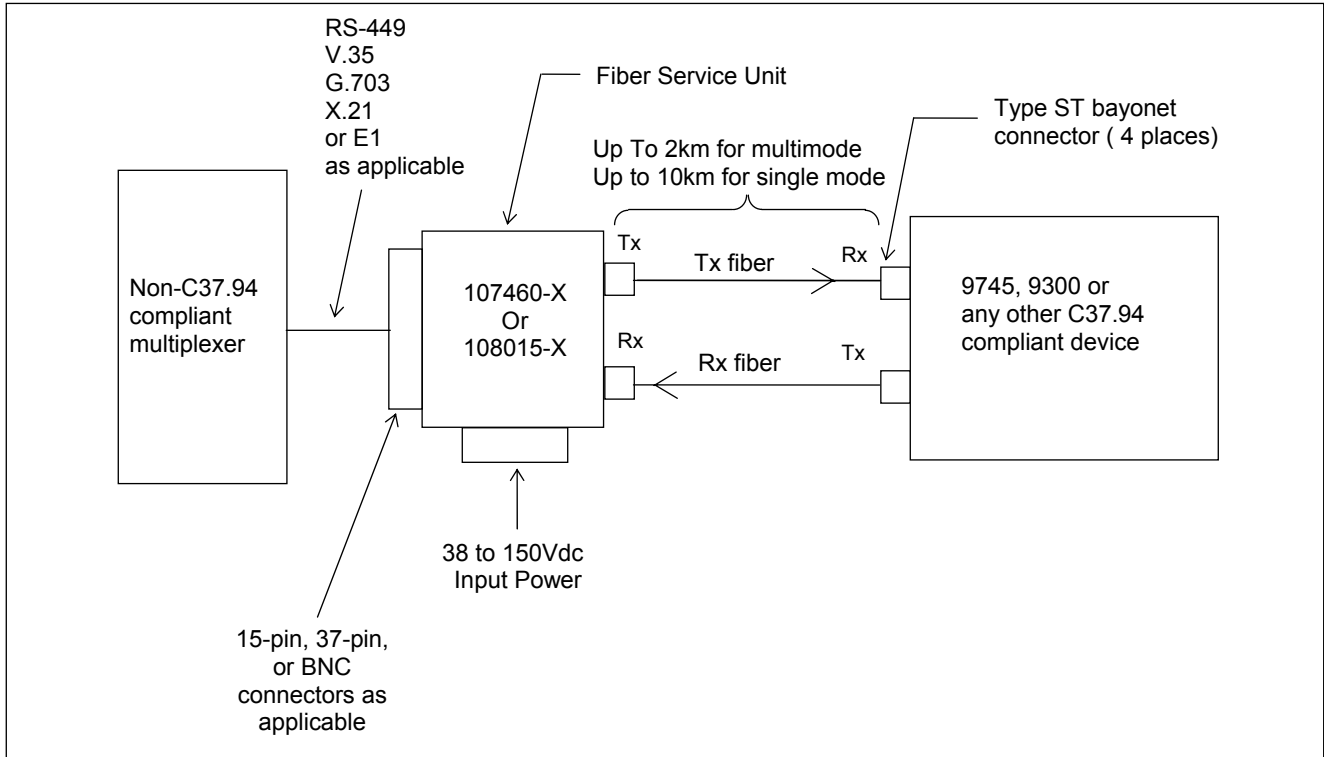 RS-449
V.35
G.703
X.21
or E1
as applicable
Fiber Service Unit
Type ST bayonet
connector ( 4 places)
Up To 2km for multimode
Up to 10km for single mode
Non-C37.94
compliant
multiplexer
107460-X
Or
108015-X
Tx
Tx fiber
Rx
Rx
Rx fiber
Tx
9745, 9300 or
any other C37.94
compliant device
38 to 150Vdc
Input Power
15-pin, 37-pin,
or BNC
connectors as
applicable